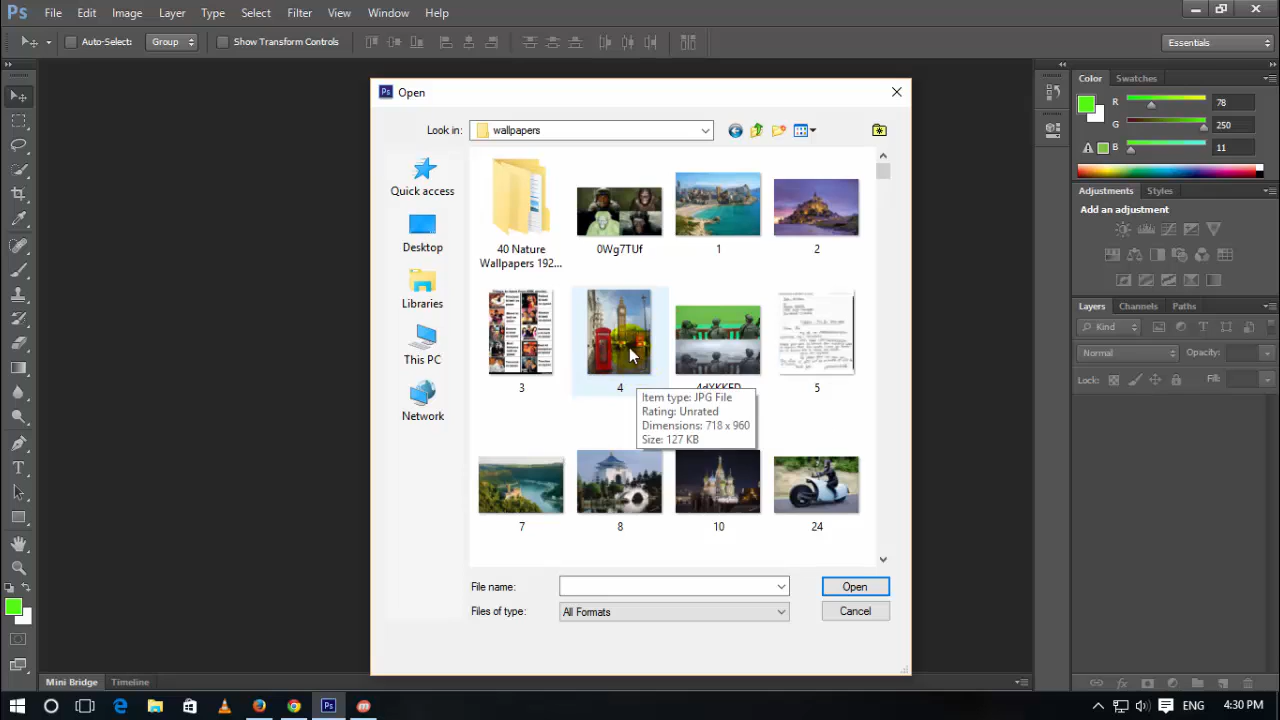 Ps File Edit Image Layer Type Select Filter View Window Help
Auto-Select: Group Show Transform Controls Essentials
Open
Look in: wallpapers
Quick access
Desktop
Libraries
This PC
Network
40 Nature
Wallpapers 192...
0Wg7TUf
1
2
3
4
4dXKKED
5
Item type: JPG File
Rating: Unrated
Dimensions: 718 x 960
Size: 127 KB
7
8
10
24
File name: Open
Files of type: All Formats Cancel
Color Swatches
R 78
G 250
B 11
Adjustments Styles
Add an adjustment
Layers Channels Paths
Kind
Normal Opacity:
Lock: Fill:
Mini Bridge Timeline
Ps ENG 4:30 PM